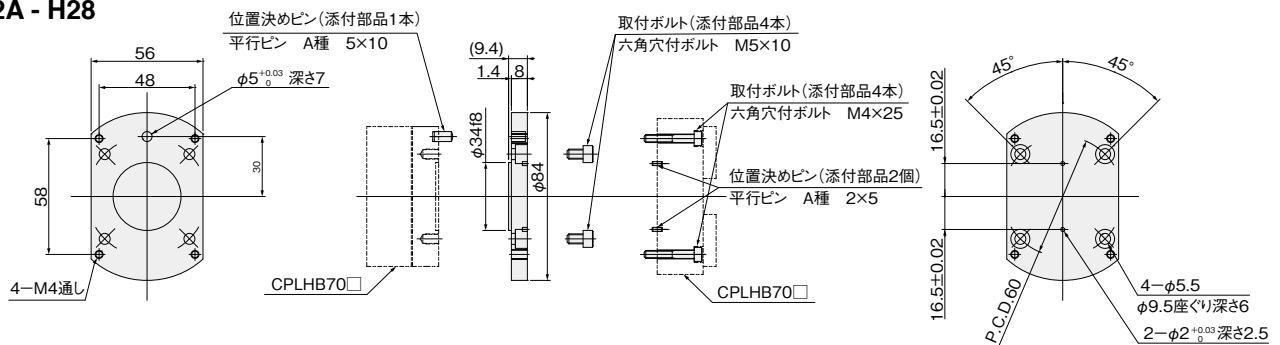 2A - H28
56
48
φ5 +0.03 0 深さ7
58
30
4−M4通し
位置決めピン(添付部品1本)
平行ピン A種 5×10
CPLHB70□
(9.4)
1.4 8
φ34f8
φ84
取付ボルト(添付部品4本)
六角穴付ボルト M5×10
取付ボルト(添付部品4本)
六角穴付ボルト M4×25
位置決めピン(添付部品2個)
平行ピン A種 2×5
CPLHB70□
45°
45°
16.5±0.02
16.5±0.02
P.C.D.60
4−φ5.5
φ9.5座ぐり深さ6
2−φ2 +0.03 0 深さ2.5